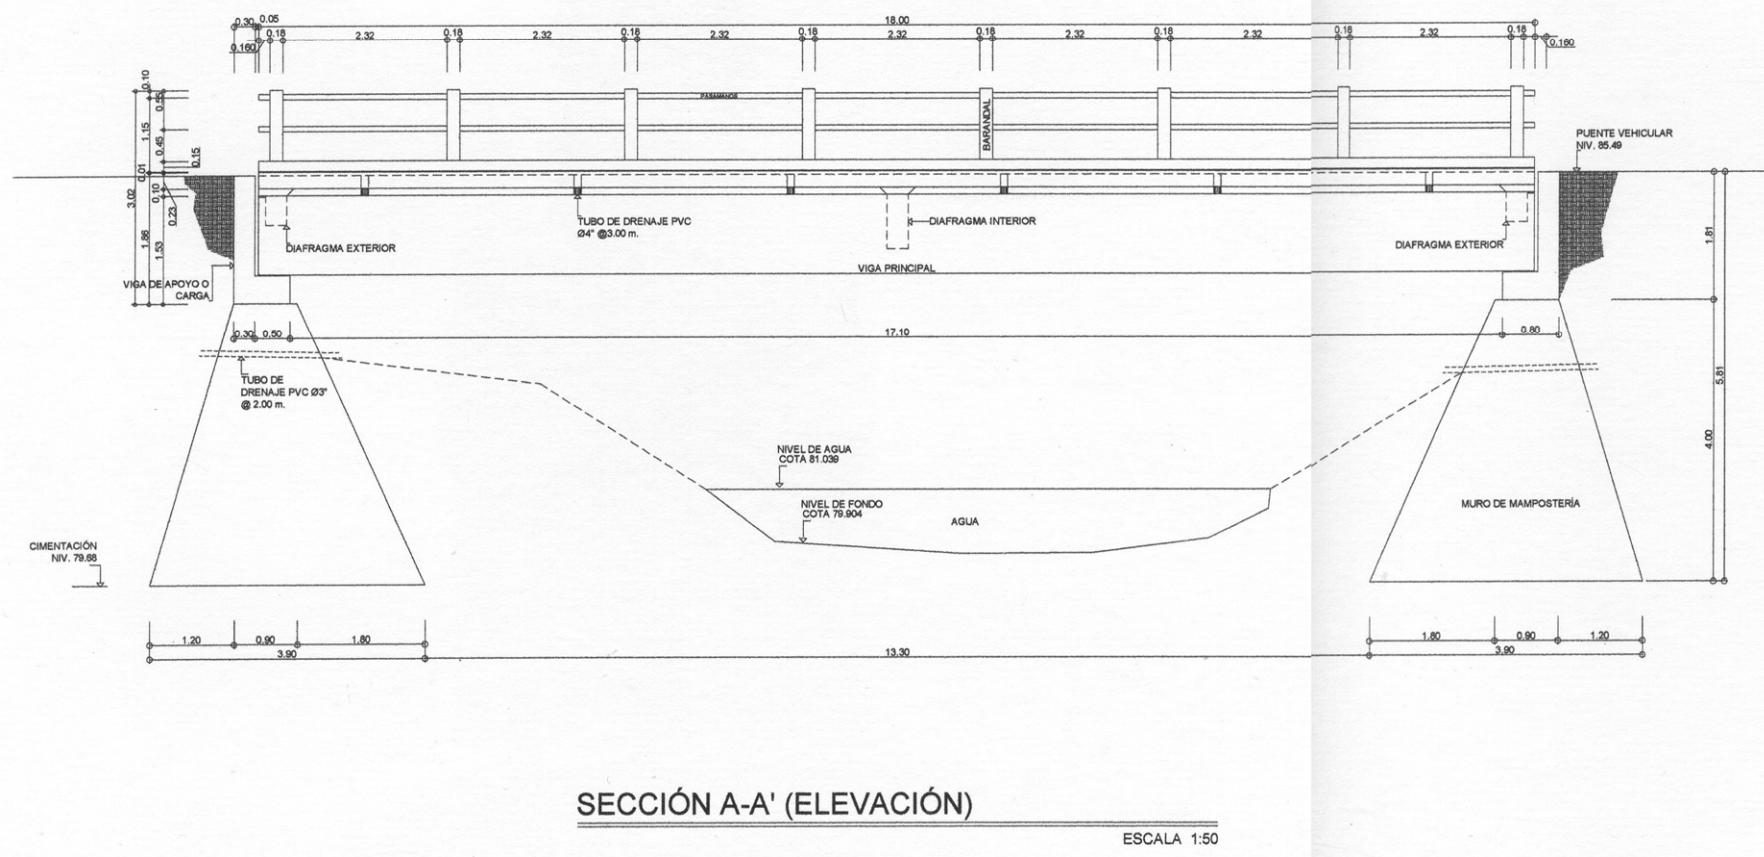 0.30
0.05
18.00
0.18
2.32
0.18
2.32
0.18
2.32
0.18
2.32
0.18
2.32
0.18
2.32
0.18
2.32
0.18
0.160
0.160
0.10
0.55
1.15
0.45
0.15
0.01
0.10
3.02
0.23
1.86
1.53
PASAMANOS
BARANDAL
PUENTE VEHICULAR
NIV. 85.49
TUBO DE DRENAJE PVC
Ø4" @3.00 m.
DIAFRAGMA INTERIOR
DIAFRAGMA EXTERIOR
DIAFRAGMA EXTERIOR
VIGA PRINCIPAL
VIGA DE APOYO O
CARGA
1.81
0.30
0.50
17.10
0.80
TUBO DE
DRENAJE PVC Ø3"
@ 2.00 m.
5.81
4.00
NIVEL DE AGUA
COTA 81.039
NIVEL DE FONDO
COTA 79.904
AGUA
MURO DE MAMPOSTERÍA
CIMENTACIÓN
NIV. 79.68
1.20
0.90
1.80
3.90
13.30
1.80
0.90
1.20
3.90
SECCIÓN A-A' (ELEVACIÓN)
ESCALA 1:50